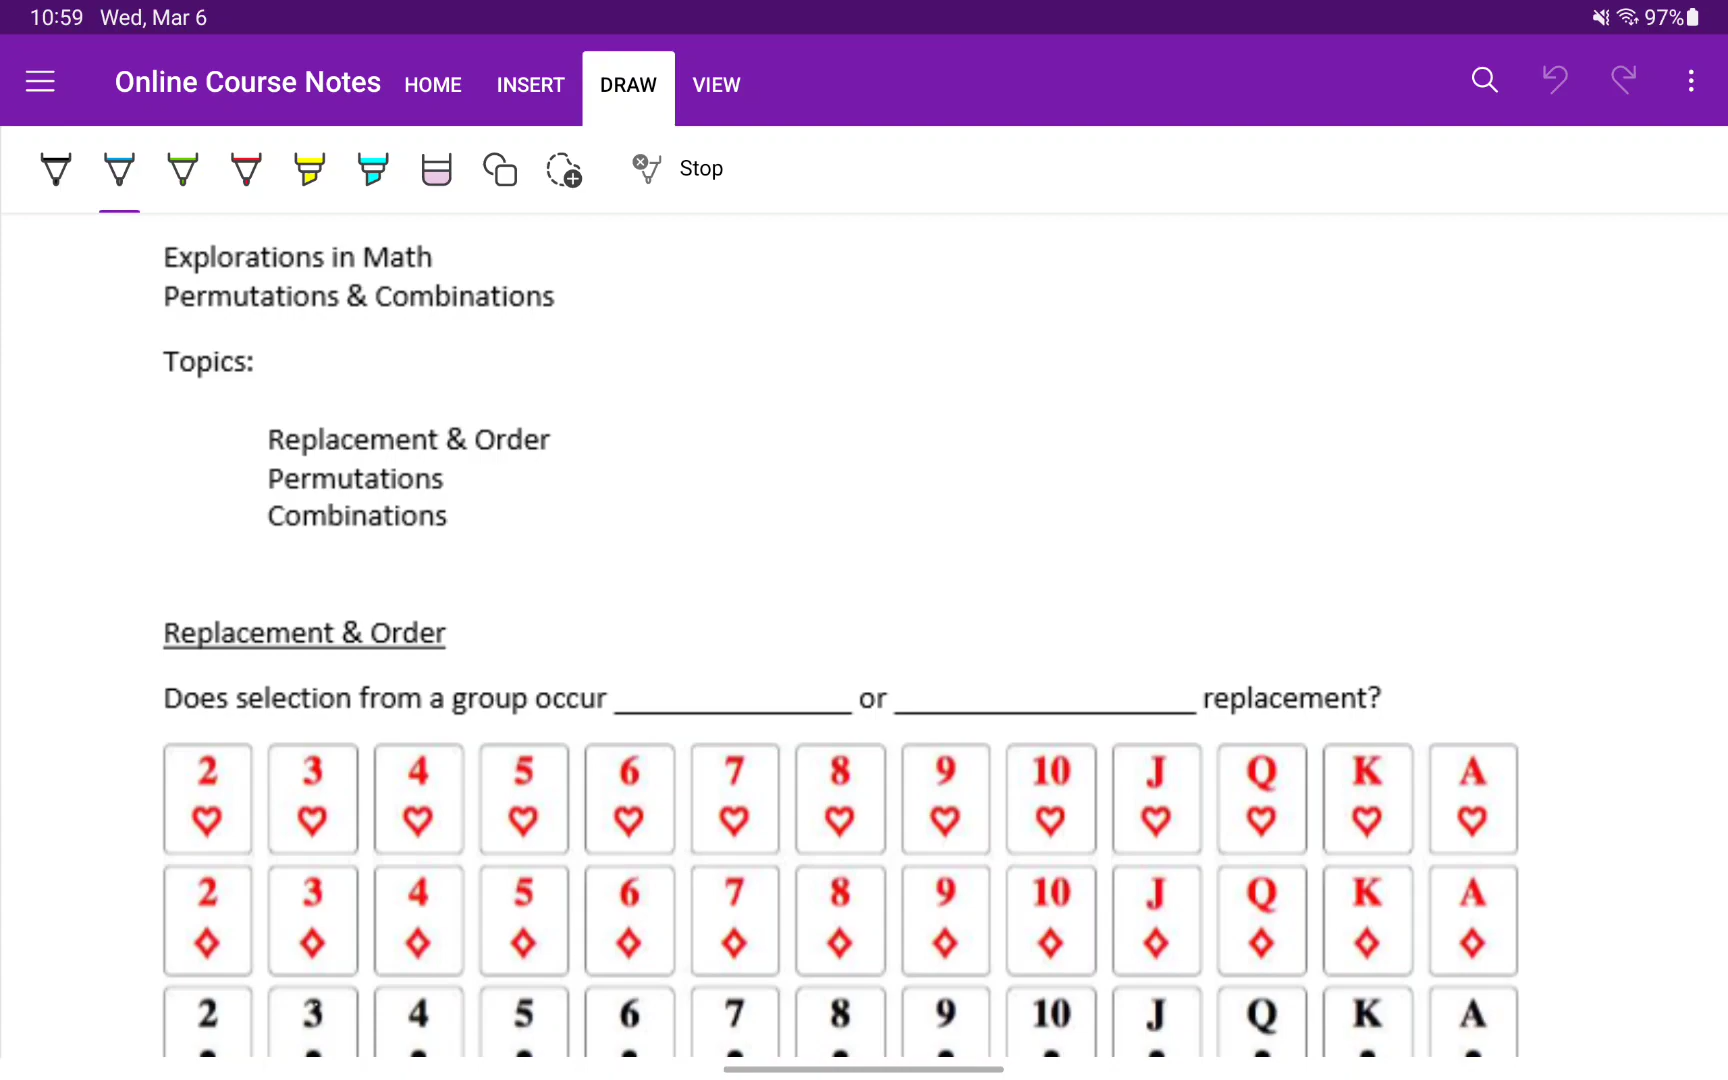 10:59 Wed, Mar 6 97%
Online Course Notes HOME INSERT DRAW VIEW
Stop
Explorations in Math
Permutations & Combinations
Topics:
Replacement & Order
Permutations
Combinations
Replacement & Order
Does selection from a group occur ______________ or __________________ replacement?
2 3 4 5 6 7 8 9 10 J Q K A
2 3 4 5 6 7 8 9 10 J Q K A
2 3 4 5 6 7 8 9 10 J Q K A